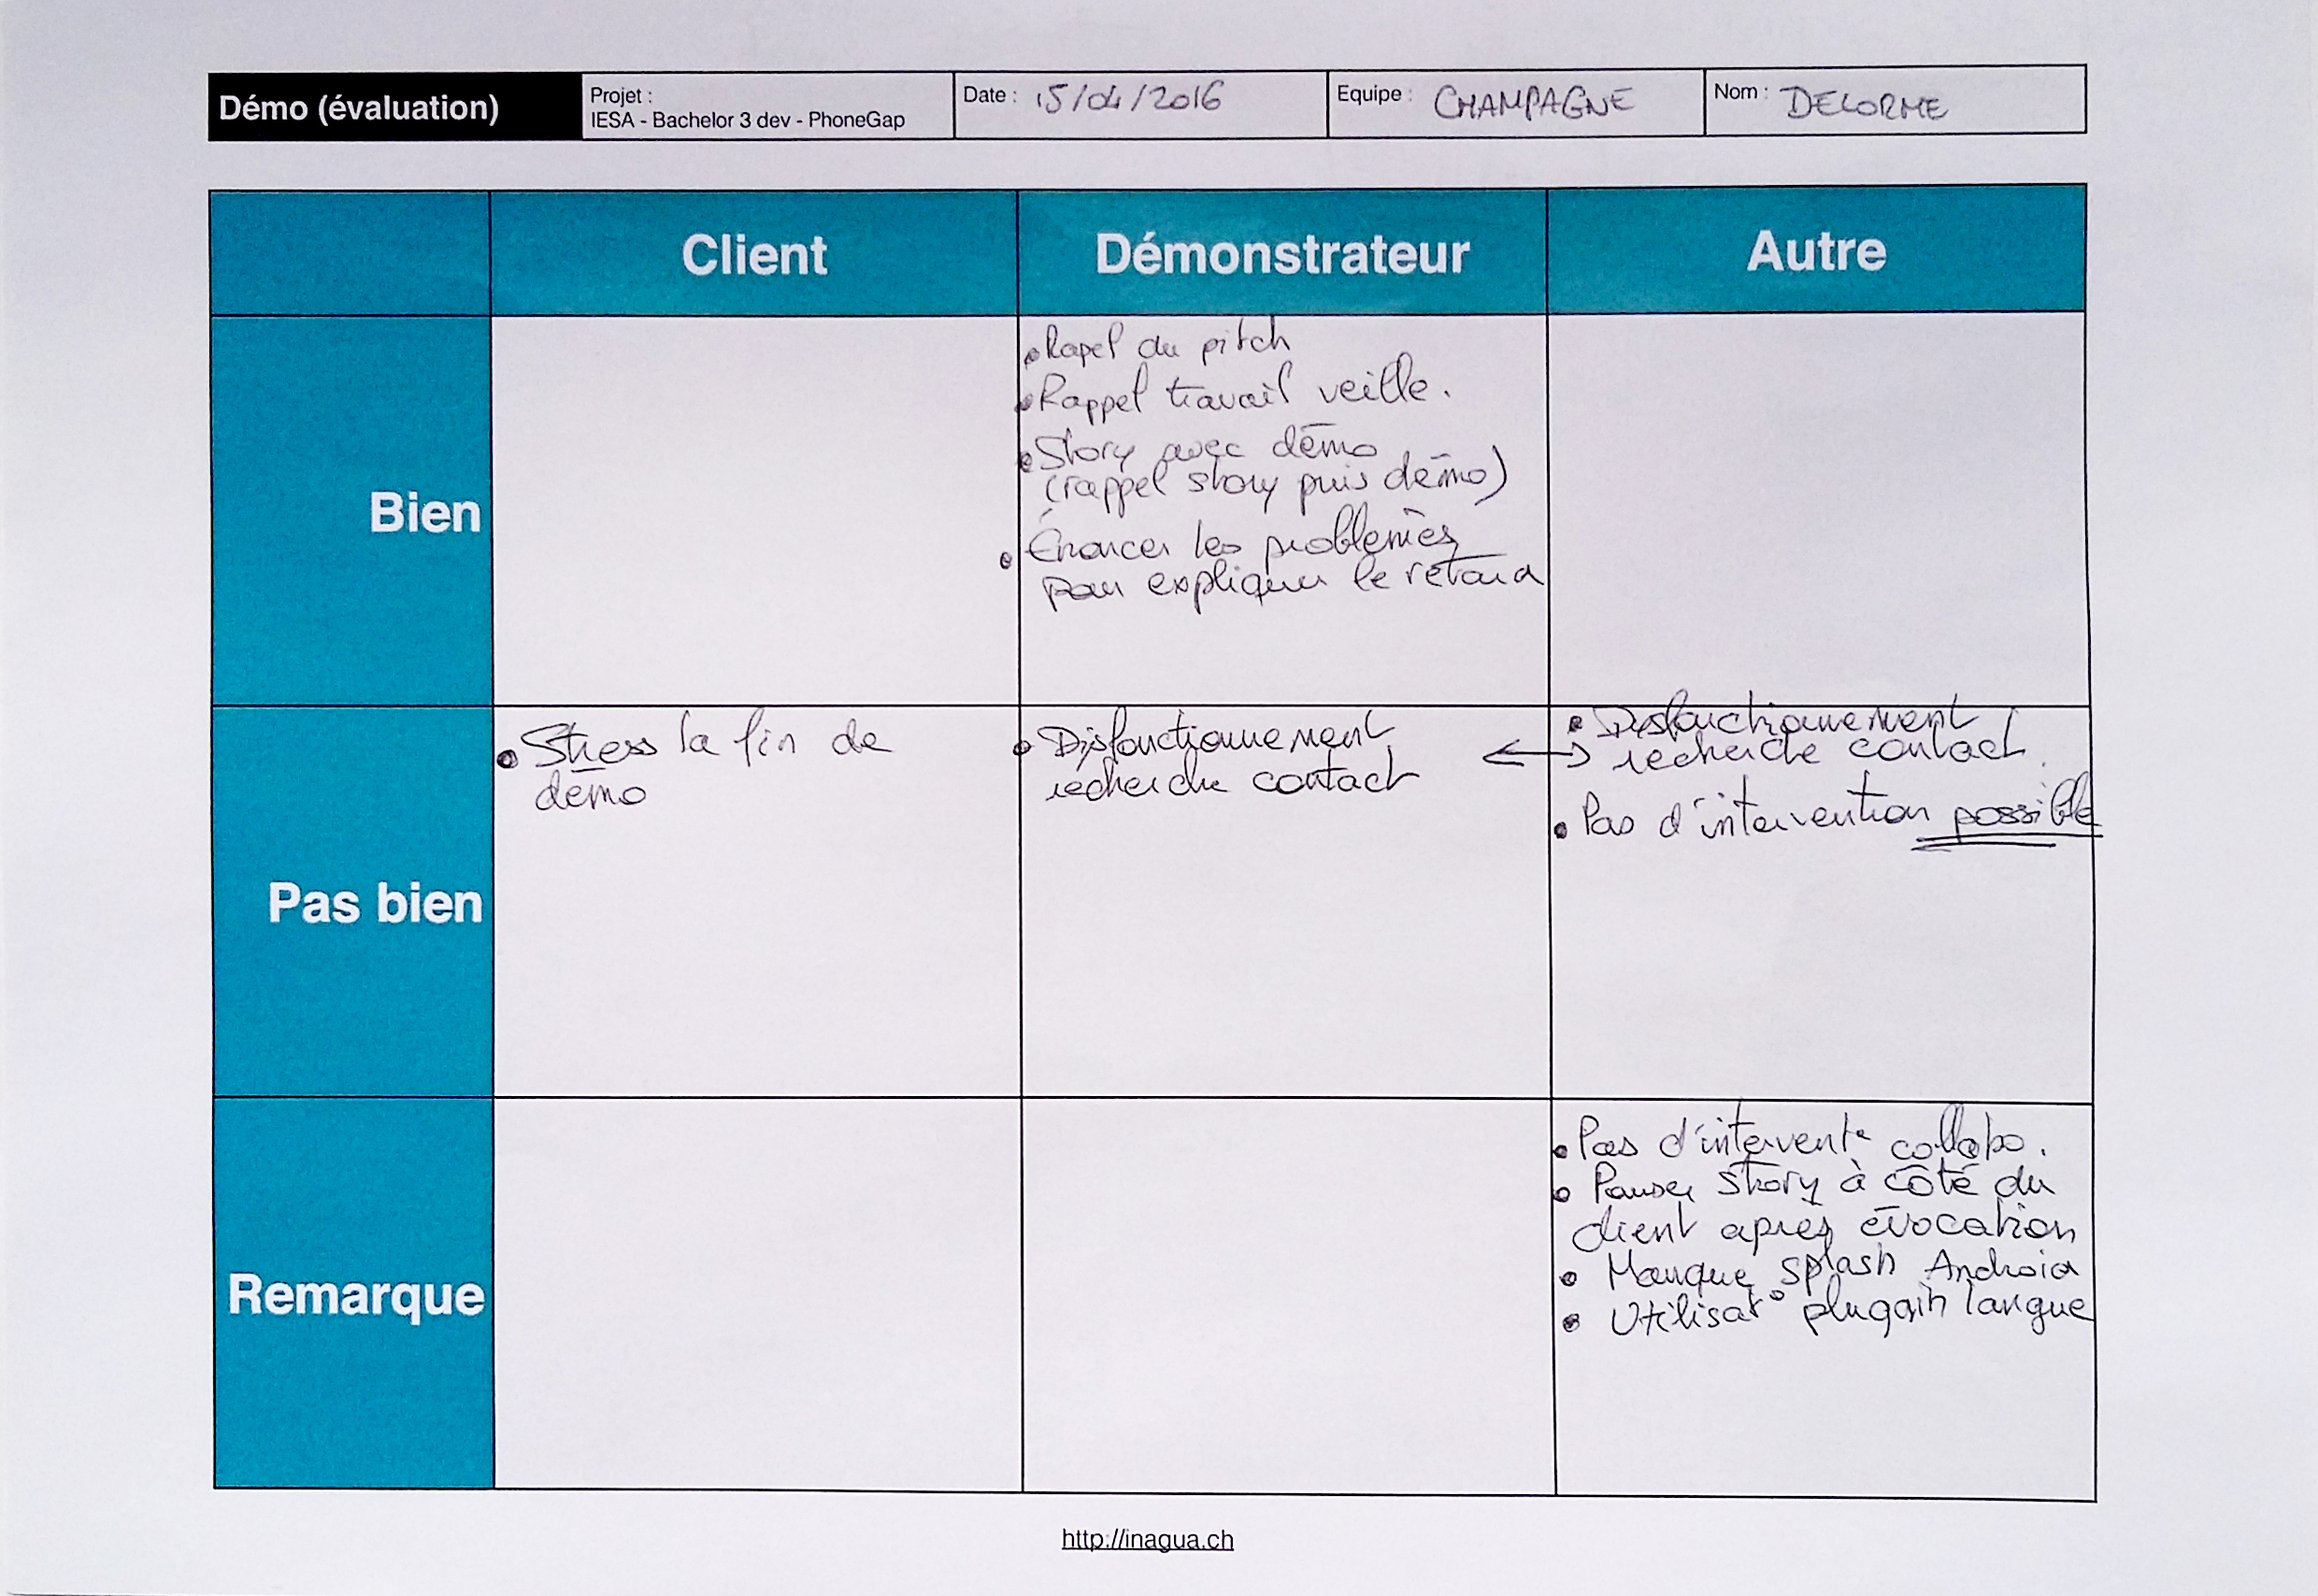 Démo (évaluation)
Projet :
IESA - Bachelor 3 dev - PhoneGap
Date : 15/04/2016
Equipe : CHAMPAGNE
Nom : DELORME
Client
Démonstrateur
Autre
Bien
• Rapel du pitch
• Rappel travail veille.
• Story avec démo
(rappel story puis démo)
• Énoncer les problèmes
pour expliquer le retard
Pas bien
• Stress la fin de
démo
• Disfonctionnement
recherche contact
↔
• Disfonctionnement
recherche contact.
• Pas d'intervention possible
Remarque
• Pas d'intervent° collabo.
• Story à côté du
client après évocation
• Manque splash Android
• Utilisat° plugain langue
http://inagua.ch